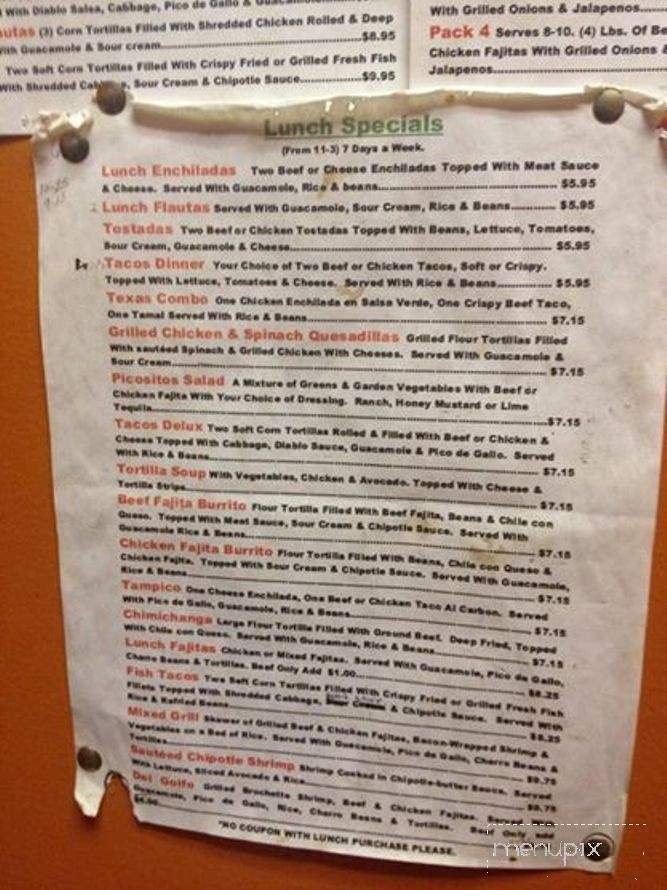 With Diablo Salsa, Cabbage, Pico de Gallo & Guacamole
(3) Corn Tortillas Filled With Shredded Chicken Rolled & Deep
With Guacamole & Sour cream $8.95
Two Soft Corn Tortillas Filled With Crispy Fried or Grilled Fresh Fish
With Shredded Cabbage, Sour Cream & Chipotle Sauce $9.95
With Grilled Onions & Jalapenos
Pack 4 Serves 8-10. (4) Lbs. Of
Chicken Fajitas With Grilled Onions &
Jalapenos
Lunch Specials
(From 11-3) 7 Days a Week.
Lunch Enchiladas Two Beef or Cheese Enchiladas Topped With Meat Sauce
& Cheese. Served With Guacamole, Rice & beans $5.95
Lunch Flautas Served With Guacamole, Sour Cream, Rice & Beans $5.95
Tostadas Two Beef or Chicken Tostadas Topped With Beans, Lettuce, Tomatoes,
Sour Cream, Guacamole & Cheese $5.95
Tacos Dinner Your Choice of Two Beef or Chicken Tacos, Soft or Crispy.
Topped With Lettuce, Tomatoes & Cheese. Served With Rice & Beans $5.95
Texas Combo One Chicken Enchilada en Salsa Verde, One Crispy Beef Taco,
One Tamal Served With Rice & Beans $7.15
Grilled Chicken & Spinach Quesadillas Grilled Flour Tortillas Filled
With sautéed Spinach & Grilled Chicken With Cheeses. Served With Guacamole &
Sour Cream $7.15
Picositos Salad A Mixture of Greens & Garden Vegetables With Beef or
Chicken Fajita With Your Choice of Dressing. Ranch, Honey Mustard or Lime
Tequila $7.15
Tacos Delux Two Soft Corn Tortillas Rolled & Filled With Beef or Chicken &
Cheese Topped With Cabbage, Diablo Sauce, Guacamole & Pico de Gallo. Served
With Rice & Beans $7.15
Tortilla Soup With Vegetables, Chicken & Avocado. Topped With Cheese &
Tortilla Strips $7.15
Beef Fajita Burrito Flour Tortilla Filled With Beef Fajita, Beans & Chile con
Queso. Topped With Meat Sauce, Sour Cream & Chipotle Sauce. Served With
Guacamole Rice & Beans $7.15
Chicken Fajita Burrito Flour Tortilla Filled With Beans, Chile con Queso &
Chicken Fajita. Topped With Sour Cream & Chipotle Sauce. Served With Guacamole,
Rice & Beans $7.15
Tampico One Cheese Enchilada, One Beef or Chicken Taco Al Carbon. Served
With Pico de Gallo, Guacamole, Rice & Beans $7.15
Chimichanga Large Flour Tortilla Filled With Ground Beef. Deep Fried, Topped
With Chile con Queso. Served With Guacamole, Rice & Beans $7.15
Lunch Fajitas Chicken or Mixed Fajitas. Served With Guacamole, Pico de Gallo,
Charro Beans & Tortillas. Beef Only Add $1.00 $8.25
Fish Tacos Two Soft Corn Tortillas Filled With Crispy Fried or Grilled Fresh Fish
Fillets Topped With Shredded Cabbage, & Chipotle Sauce. Served With
Rice & Refried Beans $8.25
Mixed Grill Skewer of Grilled Beef & Chicken Fajitas, Bacon-Wrapped Shrimp &
Vegetables on a Bed of Rice. Served With Guacamole, Pico de Gallo, Charro Beans &
Tortillas $9.75
Sautéed Chipotle Shrimp Shrimp Cooked in Chipotle-butter Sauce. Served
With Lettuce, Sliced Avocado & Rice
Del Golfo Grilled Brochette Shrimp, Beef & Chicken Fajitas.
Guacamole, Pico de Gallo, Rice, Charro Beans & Tortillas. Beef Only add
*NO COUPON WITH LUNCH PURCHASE PLEASE.
menupix